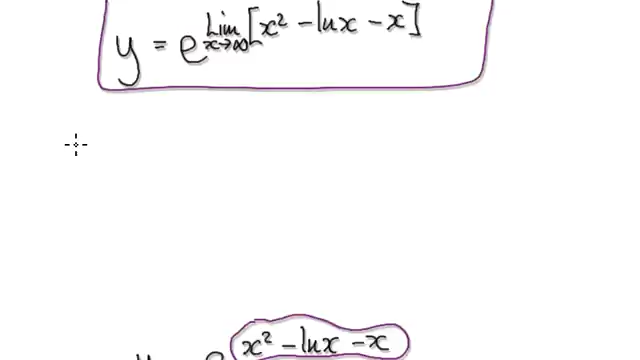 y = e^{Lim x→∞ [x² − ln x − x]}
y = e^{x² − ln x − x}